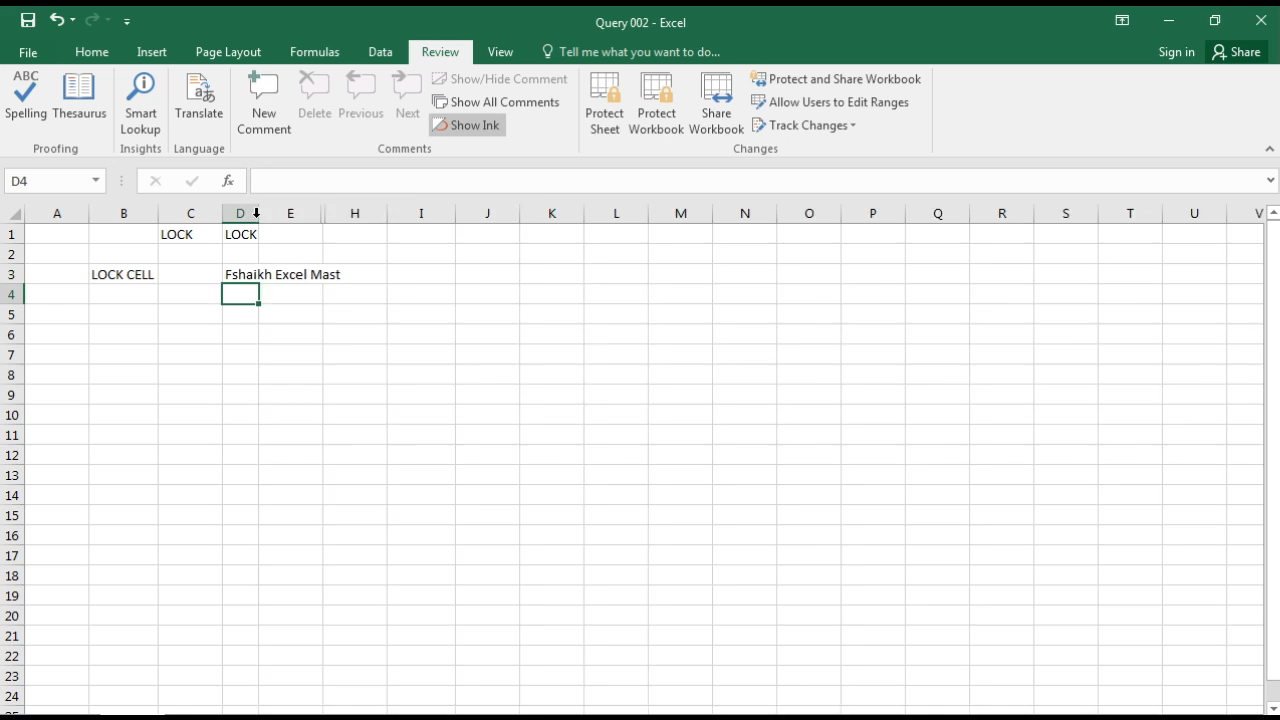 Query 002 - Excel
File Home Insert Page Layout Formulas Data Review View Tell me what you want to do... Sign in Share
ABC
Spelling Thesaurus
Proofing
Smart Lookup
Insights
Translate
Language
New Comment Delete Previous Next
Show/Hide Comment
Show All Comments
Show Ink
Comments
Protect Sheet Protect Workbook Share Workbook
Protect and Share Workbook
Allow Users to Edit Ranges
Track Changes
Changes
D4 fx
A B C D E H I J K L M N O P Q R S T U V
1 LOCK LOCK
2
3 LOCK CELL Fshaikh Excel Mast
4
5
6
7
8
9
10
11
12
13
14
15
16
17
18
19
20
21
22
23
24